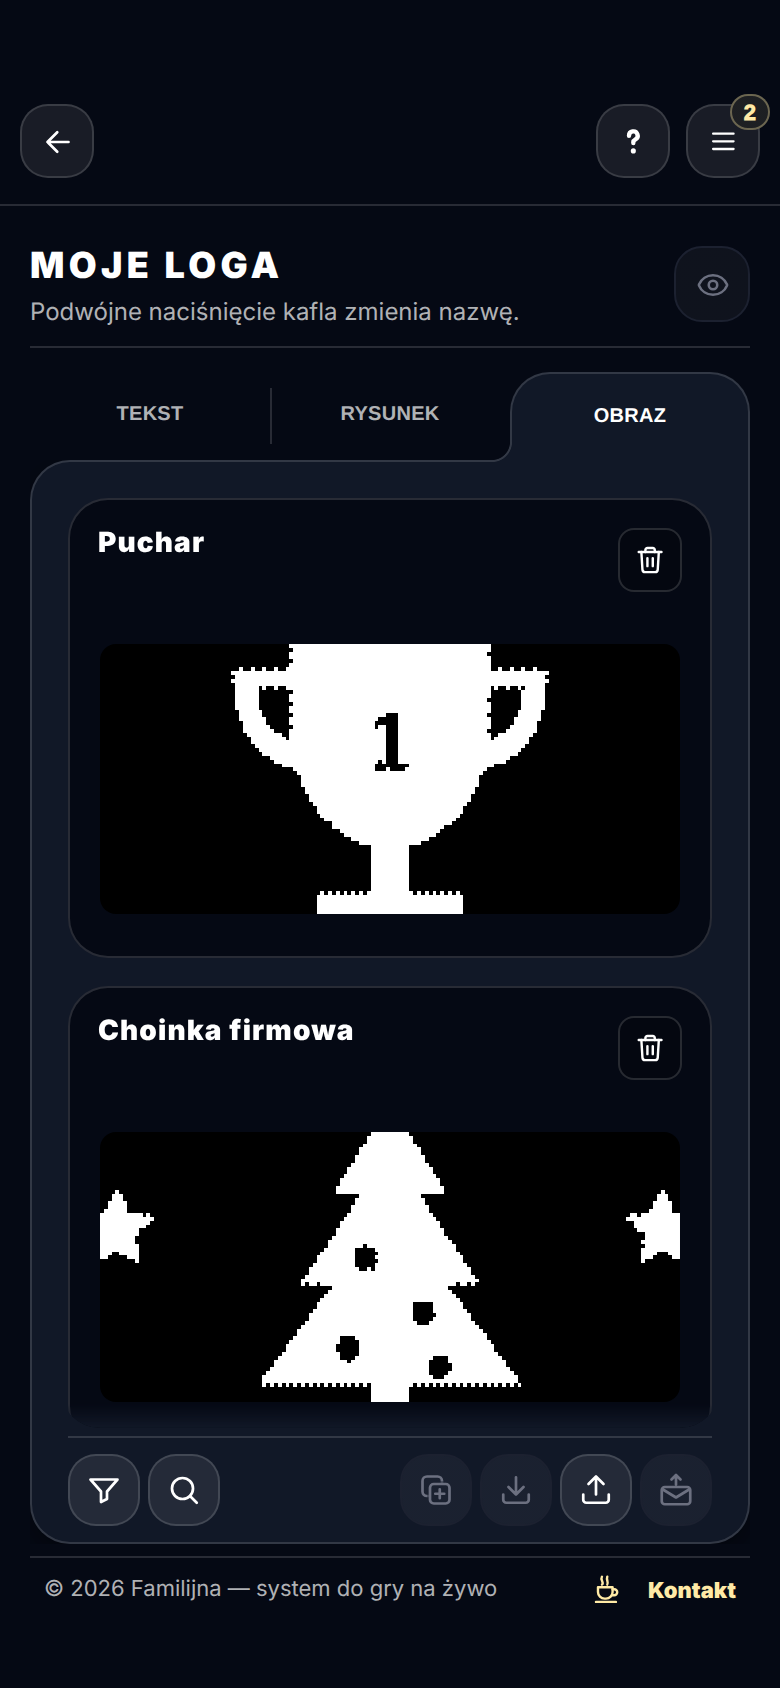 ?
2
MOJE LOGA
Podwójne naciśnięcie kafla zmienia nazwę.
TEKST
RYSUNEK
OBRAZ
Puchar
1
Choinka firmowa
© 2026 Familijna — system do gry na żywo
Kontakt